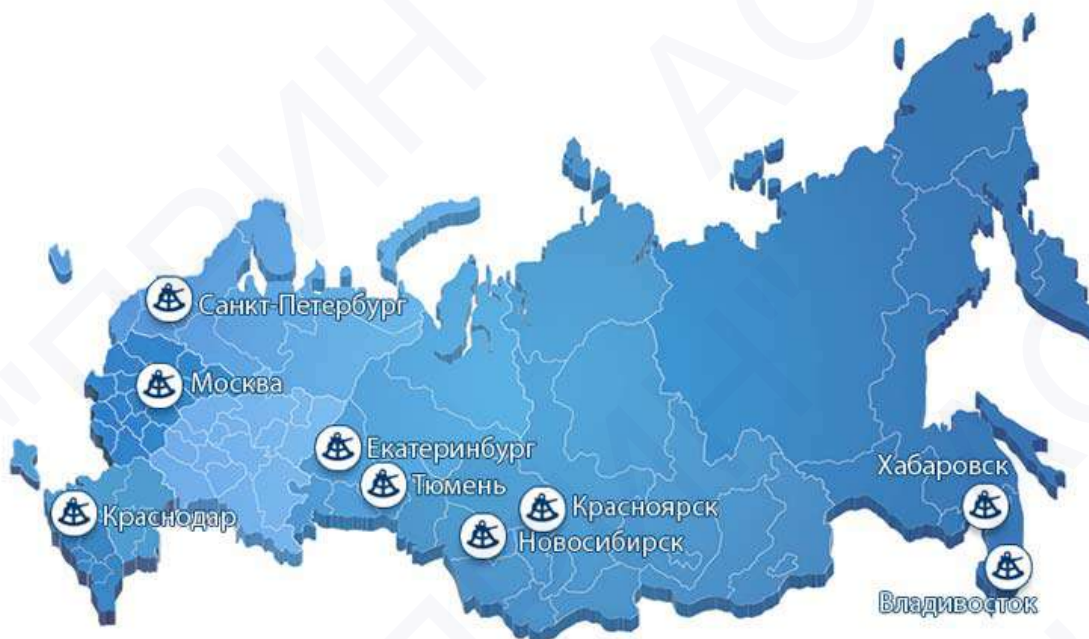 Санкт-Петербург
Москва
Екатеринбург
Тюмень
Хабаровск
Красноярск
Краснодар
Новосибирск
Владивосток